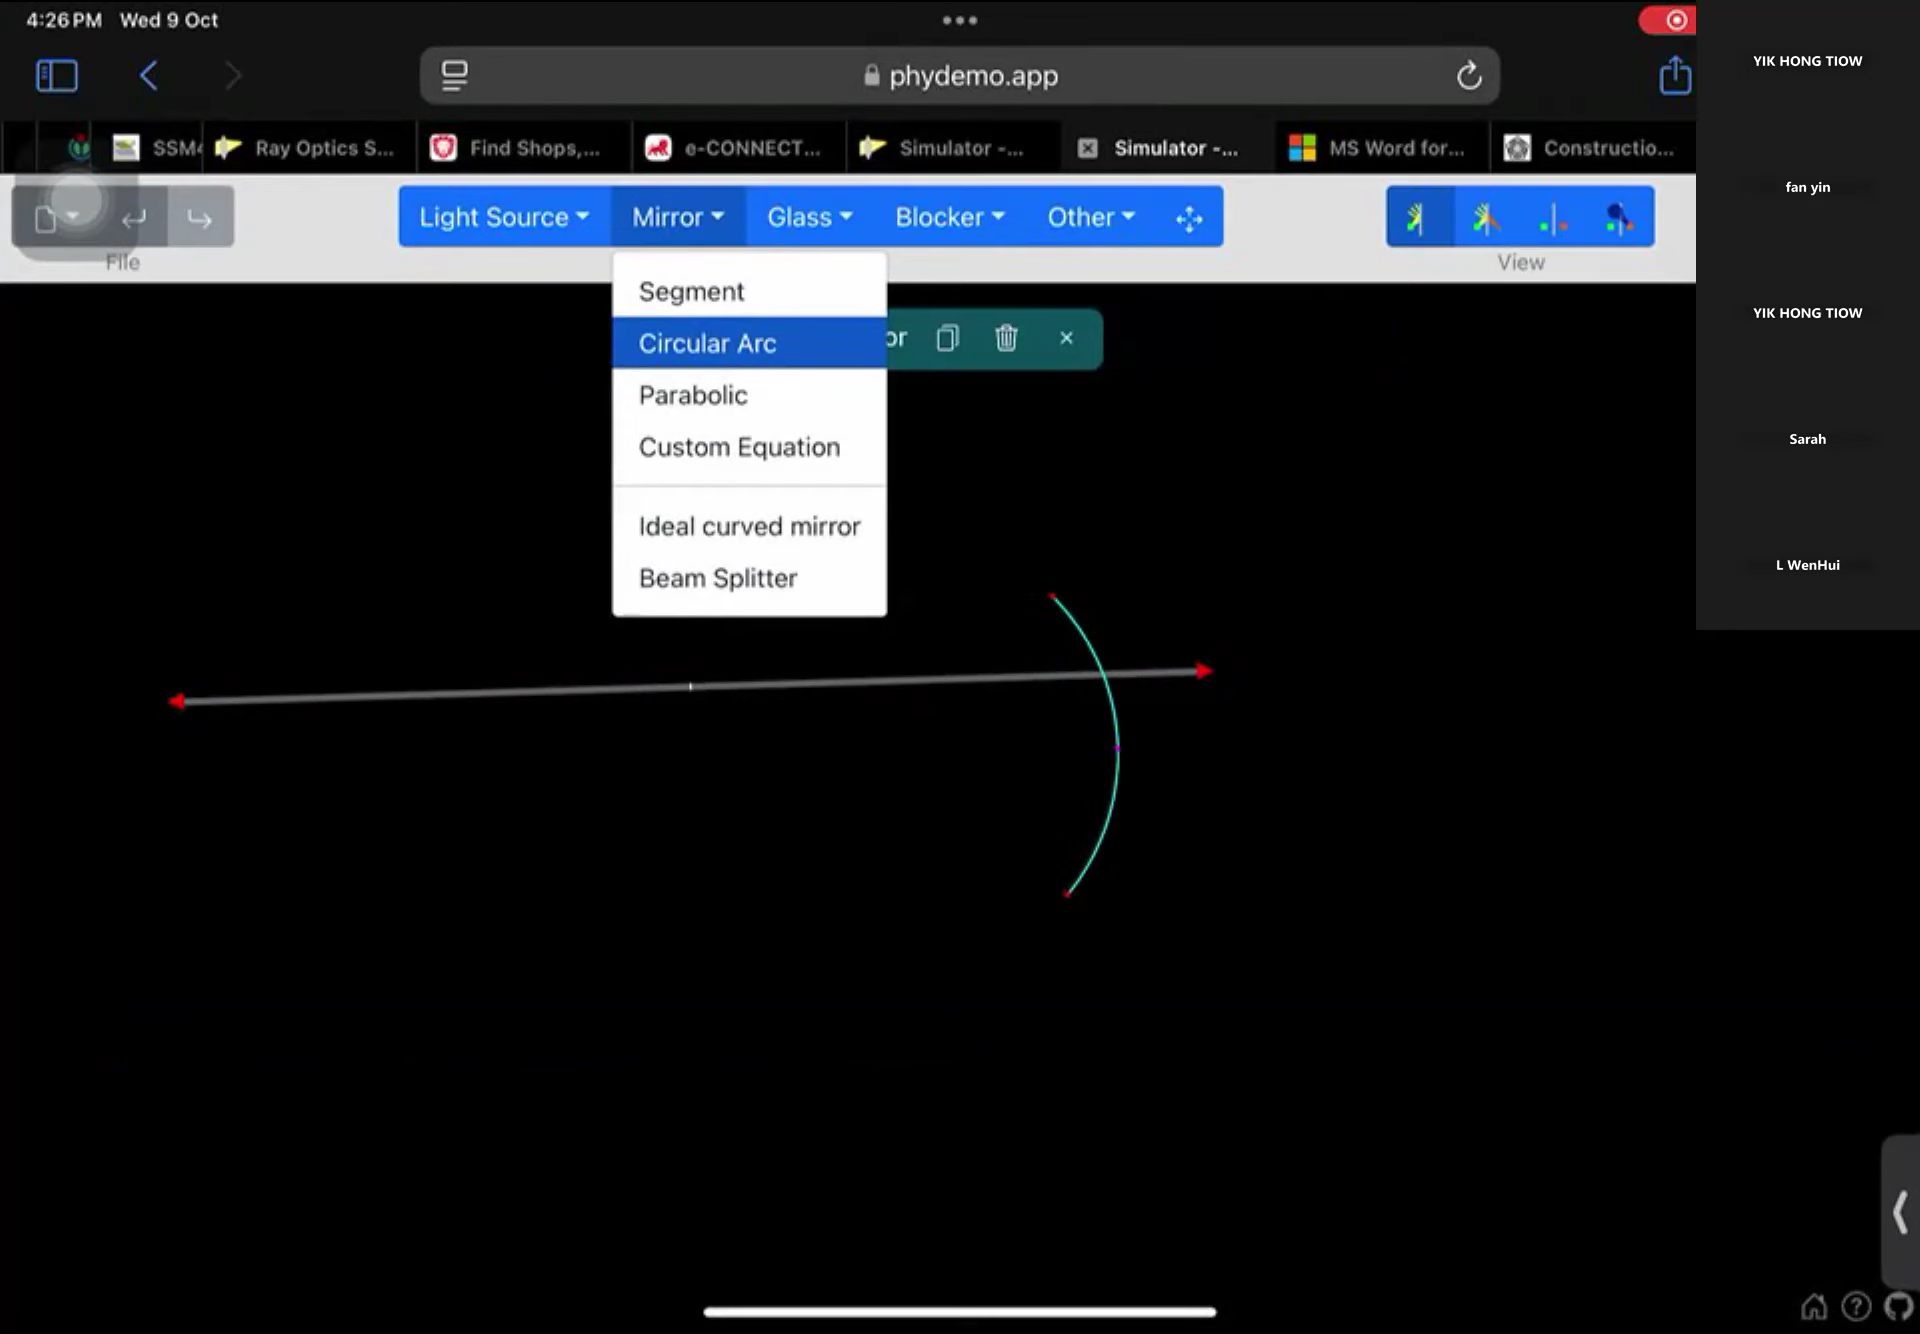 4:26 PM Wed 9 Oct
phydemo.app
SSM4
Ray Optics S...
Find Shops,...
e-CONNECT...
Simulator -...
Simulator -...
MS Word for...
Constructio...
Light Source
Mirror
Glass
Blocker
Other
File
View
Segment
Circular Arc
Parabolic
Custom Equation
Ideal curved mirror
Beam Splitter
or
YIK HONG TIOW
fan yin
YIK HONG TIOW
Sarah
L WenHui